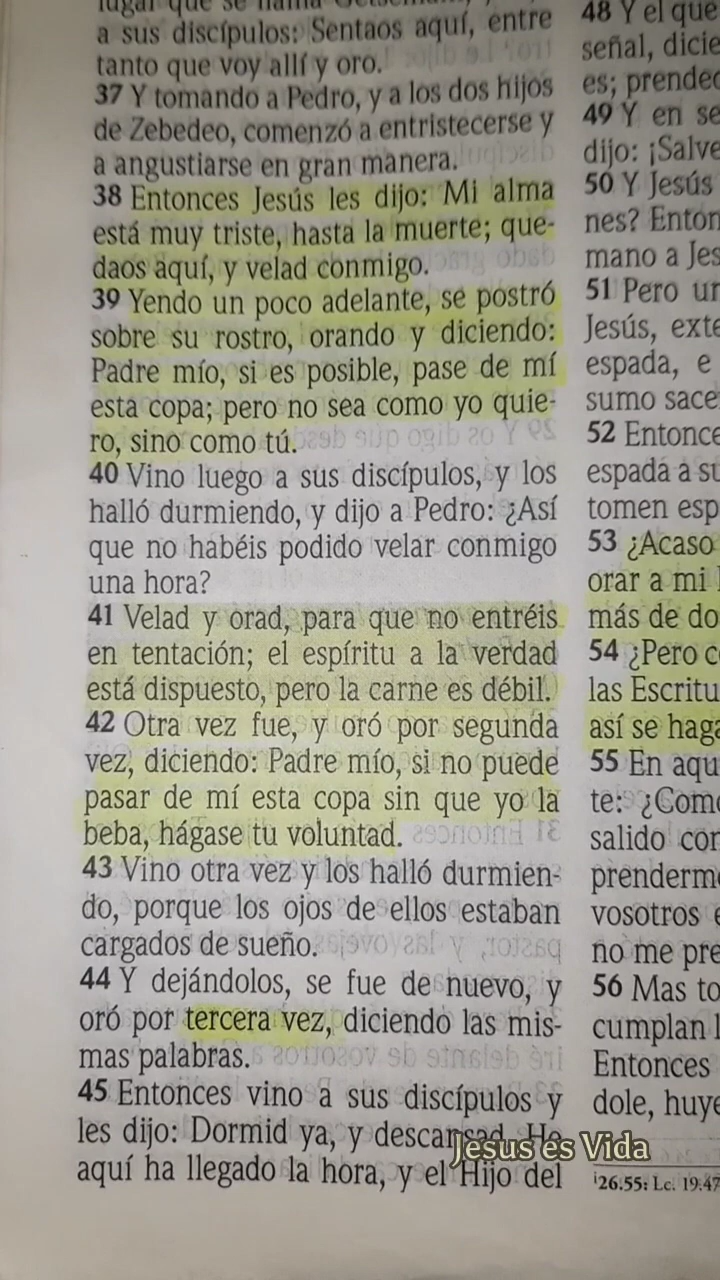 lugar que se llama
a sus discípulos: Sentaos aquí, entre
tanto que voy allí y oro.
37 Y tomando a Pedro, y a los dos hijos
de Zebedeo, comenzó a entristecerse y
a angustiarse en gran manera.
38 Entonces Jesús les dijo: Mi alma
está muy triste, hasta la muerte; que-
daos aquí, y velad conmigo.
39 Yendo un poco adelante, se postró
sobre su rostro, orando y diciendo:
Padre mío, si es posible, pase de mí
esta copa; pero no sea como yo quie-
ro, sino como tú.
40 Vino luego a sus discípulos, y los
halló durmiendo, y dijo a Pedro: ¿Así
que no habéis podido velar conmigo
una hora?
41 Velad y orad, para que no entréis
en tentación; el espíritu a la verdad
está dispuesto, pero la carne es débil.
42 Otra vez fue, y oró por segunda
vez, diciendo: Padre mío, si no puede
pasar de mí esta copa sin que yo la
beba, hágase tu voluntad.
43 Vino otra vez y los halló durmien-
do, porque los ojos de ellos estaban
cargados de sueño.
44 Y dejándolos, se fue de nuevo, y
oró por tercera vez, diciendo las mis-
mas palabras.
45 Entonces vino a sus discípulos y
les dijo: Dormid ya, y descansad. He
aquí ha llegado la hora, y el Hijo del
48 Y el que
señal, dicie
es; prended
49 Y en se
dijo: ¡Salve
50 Y Jesús
nes? Enton
mano a Jes
51 Pero un
Jesús, exte
espada, e
sumo sace
52 Entonce
espada a su
tomen esp
53 ¿Acaso
orar a mi
más de do
54 ¿Pero c
las Escritu
así se haga
55 En aqu
te: ¿Como
salido con
prenderme
vosotros
no me pre
56 Mas to
cumplan
Entonces
dole, huye
i26.55: Lc. 19:47
Jesus es Vida